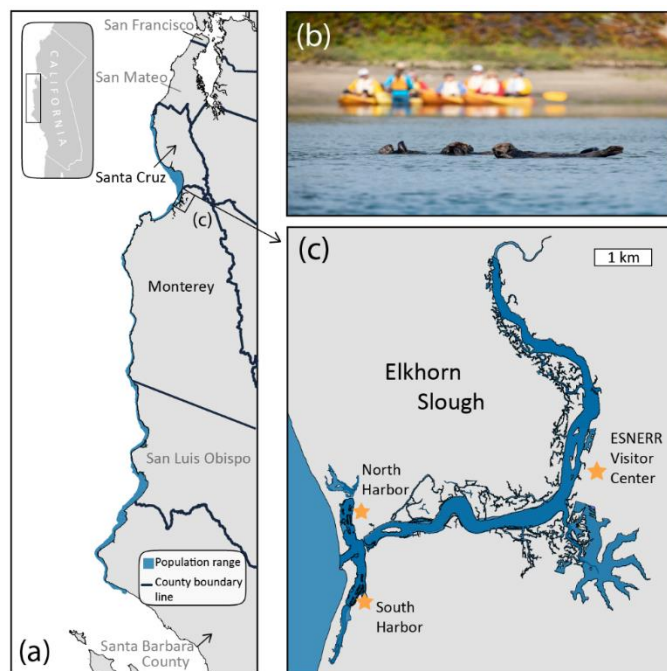 San Francisco
San Mateo
CALIFORNIA
Santa Cruz
(c)
Monterey
San Luis Obispo
Population range
County boundary
line
(a)
Santa Barbara
County
(b)
(c)
1 km
Elkhorn
Slough
ESNERR
Visitor
Center
North
Harbor
South
Harbor